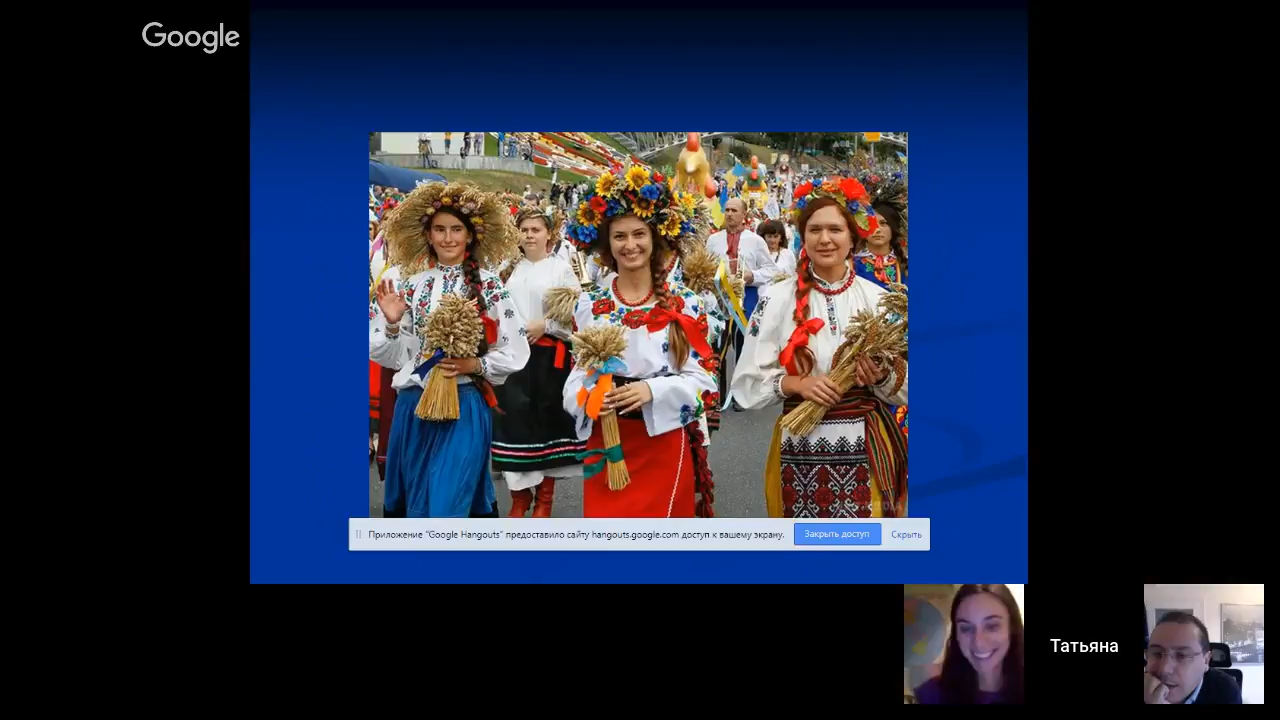 Google
Приложение "Google Hangouts" предоставило сайту hangouts.google.com доступ к вашему экрану. Закрыть доступ Скрыть
Татьяна